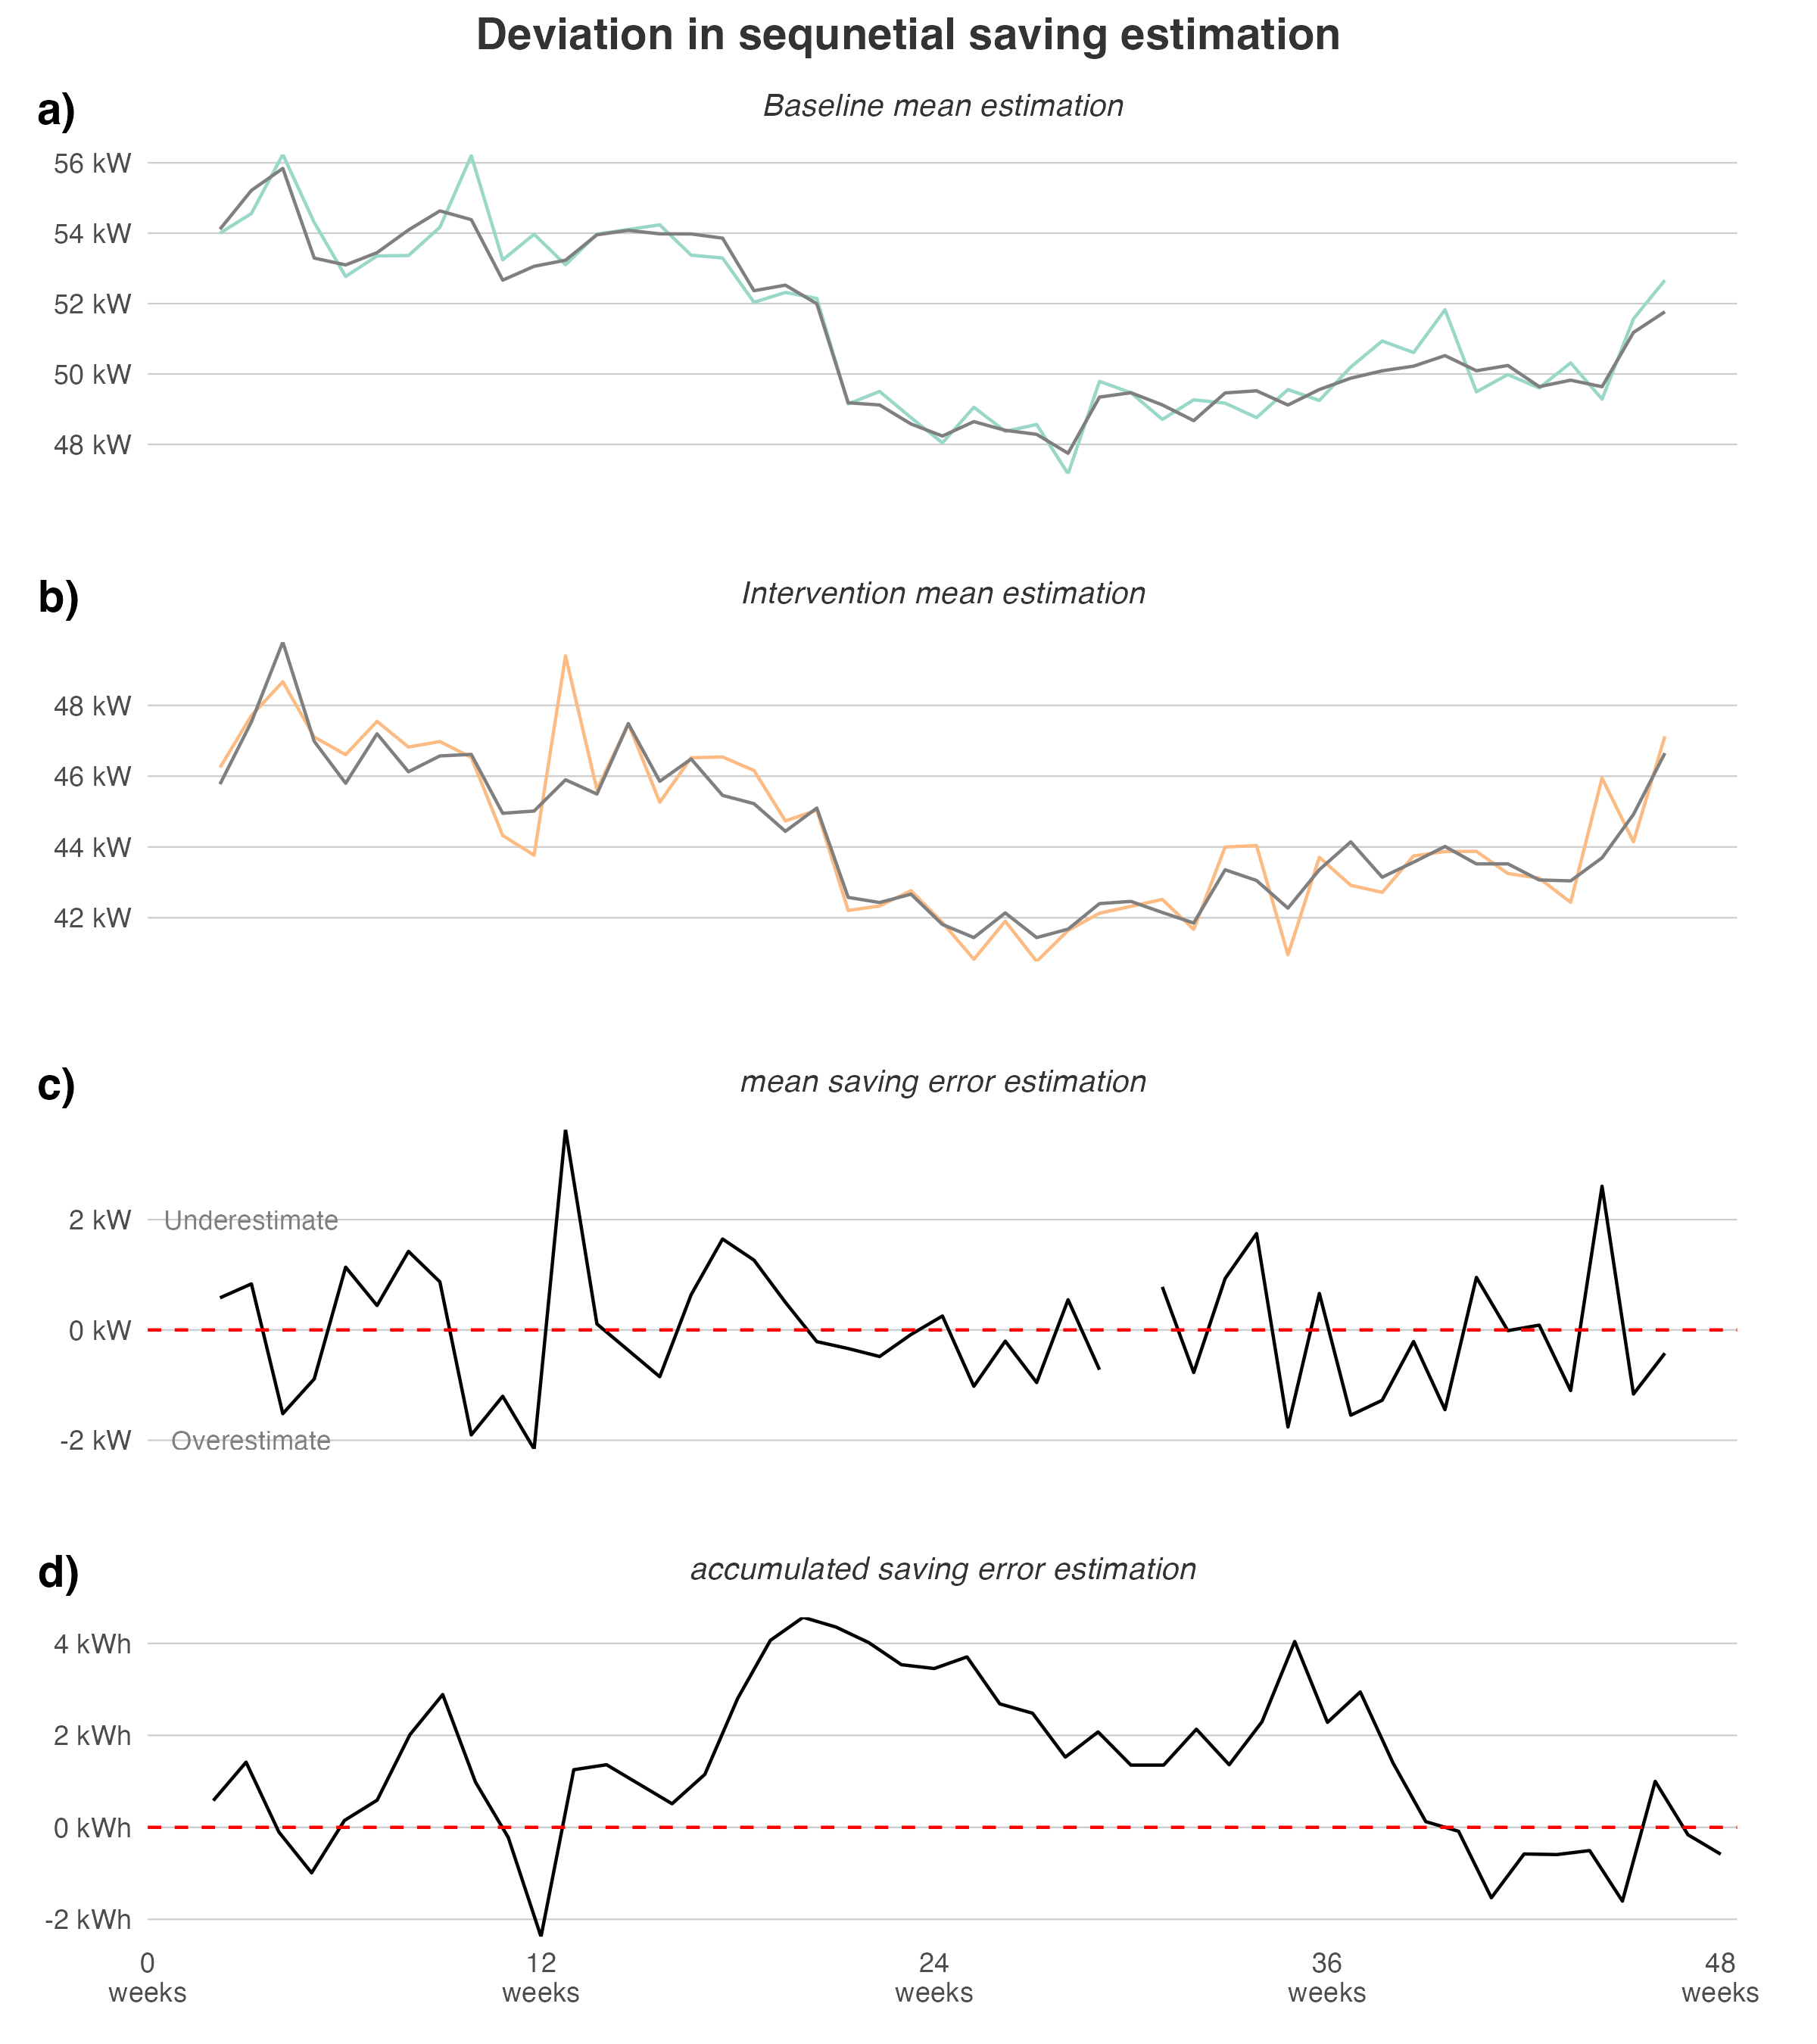 Deviation in sequnetial saving estimation
a)
Baseline mean estimation
56 kW
54 kW
52 kW
50 kW
48 kW
b)
Intervention mean estimation
48 kW
46 kW
44 kW
42 kW
c)
mean saving error estimation
2 kW
Underestimate
0 kW
-2 kW
Overestimate
d)
accumulated saving error estimation
4 kWh
2 kWh
0 kWh
-2 kWh
0 12 24 36 48
weeks weeks weeks weeks weeks